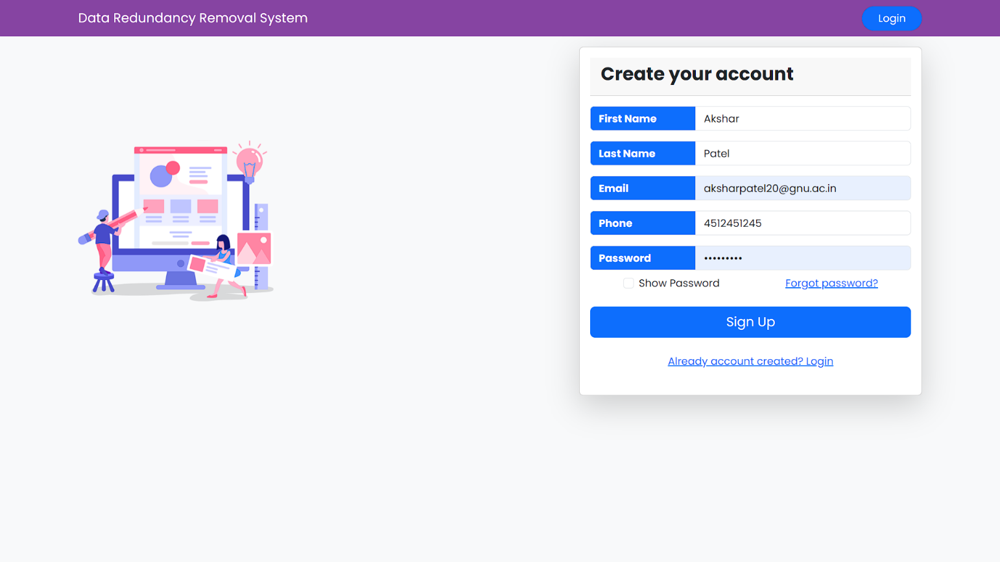 Data Redundancy Removal System
Login
Create your account
First Name Akshar
Last Name Patel
Email aksharpatel20@gnu.ac.in
Phone 4512451245
Password •••••••••
Show Password Forgot password?
Sign Up
Already account created? Login